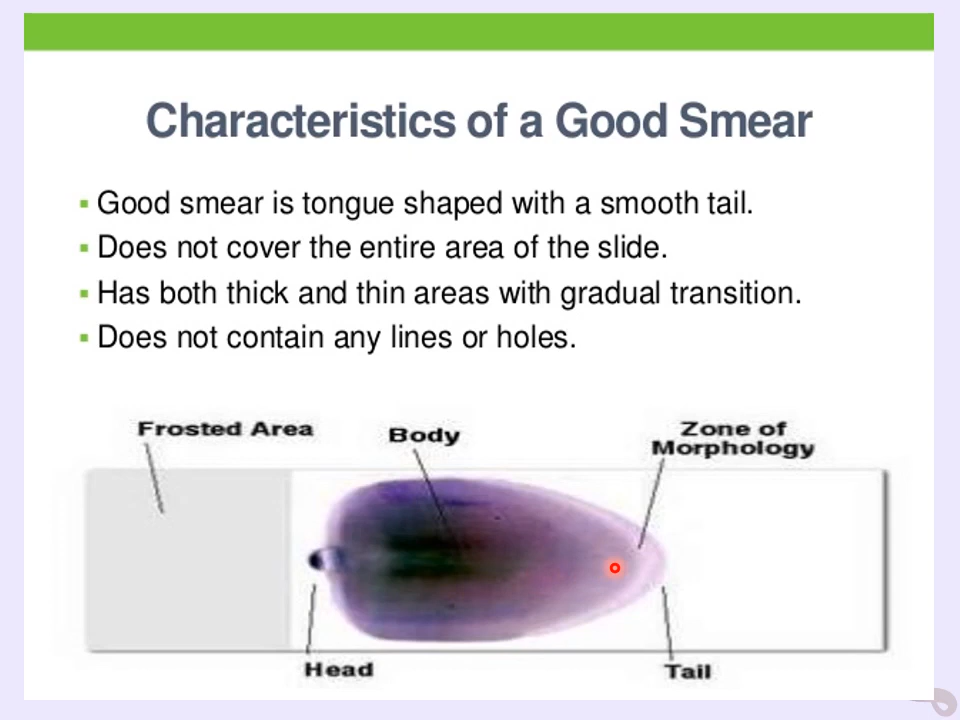 Characteristics of a Good Smear
▪ Good smear is tongue shaped with a smooth tail.
▪ Does not cover the entire area of the slide.
▪ Has both thick and thin areas with gradual transition.
▪ Does not contain any lines or holes.
Frosted Area
Body
Zone of
Morphology
Head
Tail